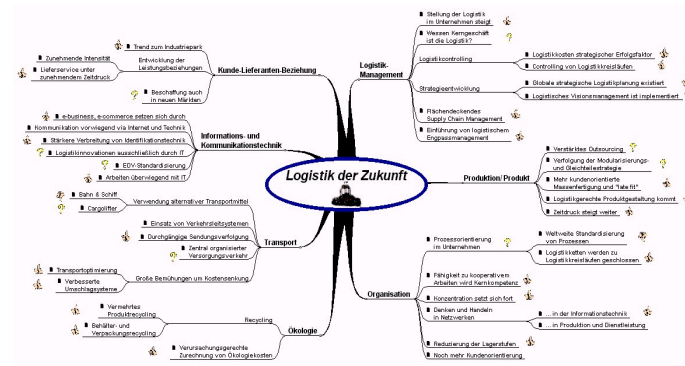 Logistik der Zukunft
Kunde-Lieferanten-Beziehung
Trend zum Industriepark
Entwicklung der
Leistungsbeziehungen
Zunehmende Intensität
Lieferservice unter
zunehmendem Zeitdruck
Beschaffung auch
in neuen Märkten
Informations- und
Kommunikationstechnik
e-business, e-commerce setzen sich durch
Kommunikation vorwiegend via Internet und Technik
Stärkere Verbreitung von Identifikationstechnik
Logistikinnovationen ausschließlich durch IT
EDV-Standardisierung
Arbeiten überwiegend mit IT
Transport
Verwendung alternativer Transportmittel
Bahn & Schiff
Cargolifter
Einsatz von Verkehrsleitsystemen
Durchgängige Sendungsverfolgung
Zentral organisierter
Versorgungsverkehr
Große Bemühungen um Kostensenkung
Transportoptimierung
Verbesserte
Umschlagsysteme
Ökologie
Recycling
Vermehrtes
Produktrecycling
Behälter- und
Verpackungsrecycling
Verursachungsgerechte
Zurechnung von Ökologiekosten
Logistik-
Management
Stellung der Logistik
im Unternehmen steigt
Wessen Kerngeschäft
ist die Logistik?
Logistikcontrolling
Logistikkosten strategischer Erfolgsfaktor
Controlling von Logistikkreisläufen
Strategieentwicklung
Globale strategische Logistikplanung existiert
Logistisches Visionsmanagement ist implementiert
Flächendeckendes
Supply Chain Management
Einführung von logistischem
Engpassmanagement
Produktion/ Produkt
Verstärktes Outsourcing
Verfolgung der Modularisierungs-
und Gleichteilestrategie
Mehr kundenorientierte
Massenfertigung und "late fit"
Logistikgerechte Produktgestaltung kommt
Zeitdruck steigt weiter
Organisation
Prozessorientierung
im Unternehmen
Weltweite Standardisierung
von Prozessen
Logistikketten werden zu
Logistikkreisläufen geschlossen
Fähigkeit zu kooperativem
Arbeiten wird Kernkompetenz
Konzentration setzt sich fort
Denken und Handeln
in Netzwerken
... in der Informationstechnik
... in Produktion und Dienstleistung
Reduzierung der Lagerstufen
Noch mehr Kundenorientierung